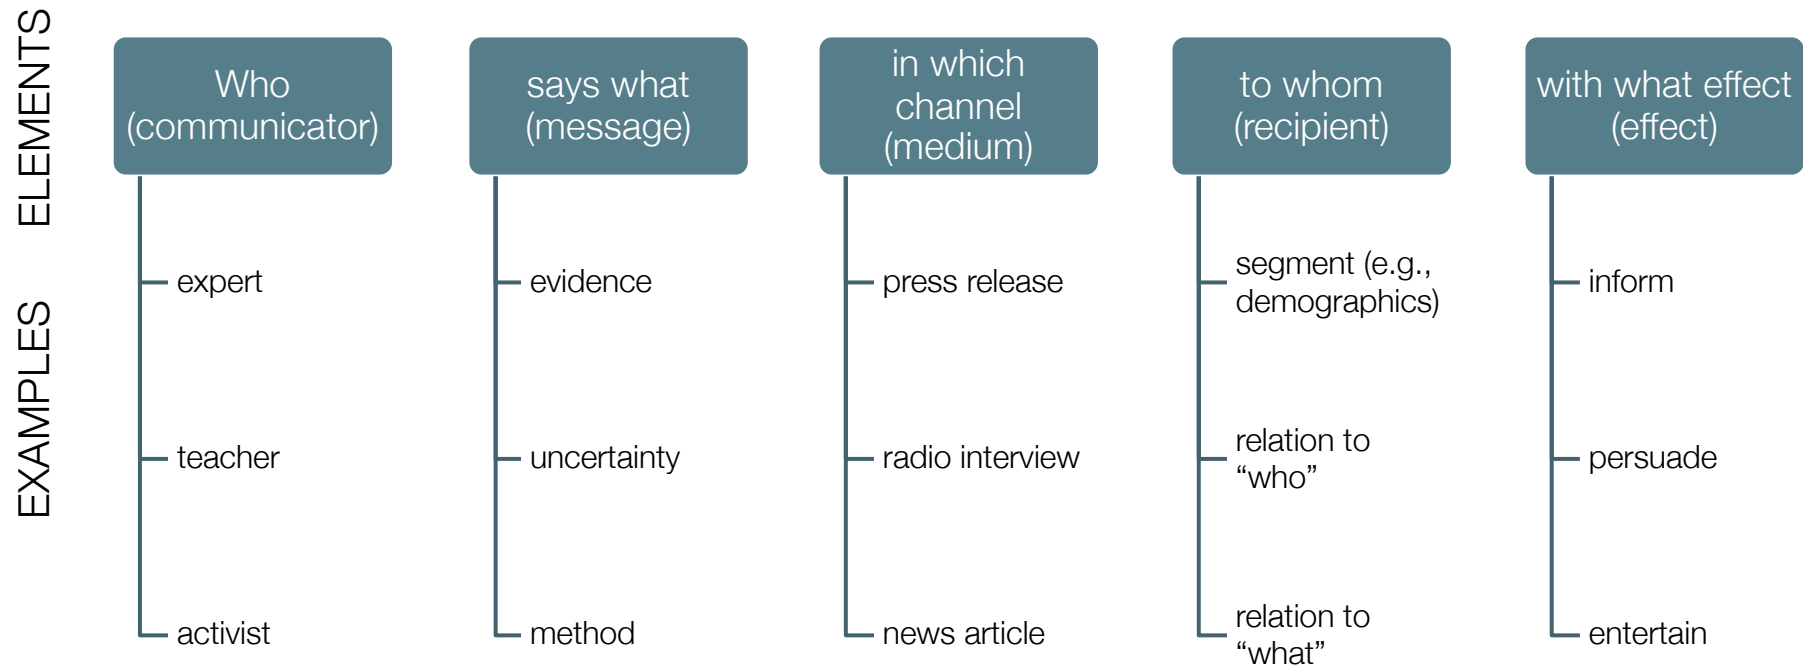 ELEMENTS
Who
(communicator)
says what
(message)
in which
channel
(medium)
to whom
(recipient)
with what effect
(effect)
EXAMPLES
expert
teacher
activist
evidence
uncertainty
method
press release
radio interview
news article
segment (e.g.,
demographics)
relation to
“who”
relation to
“what”
inform
persuade
entertain